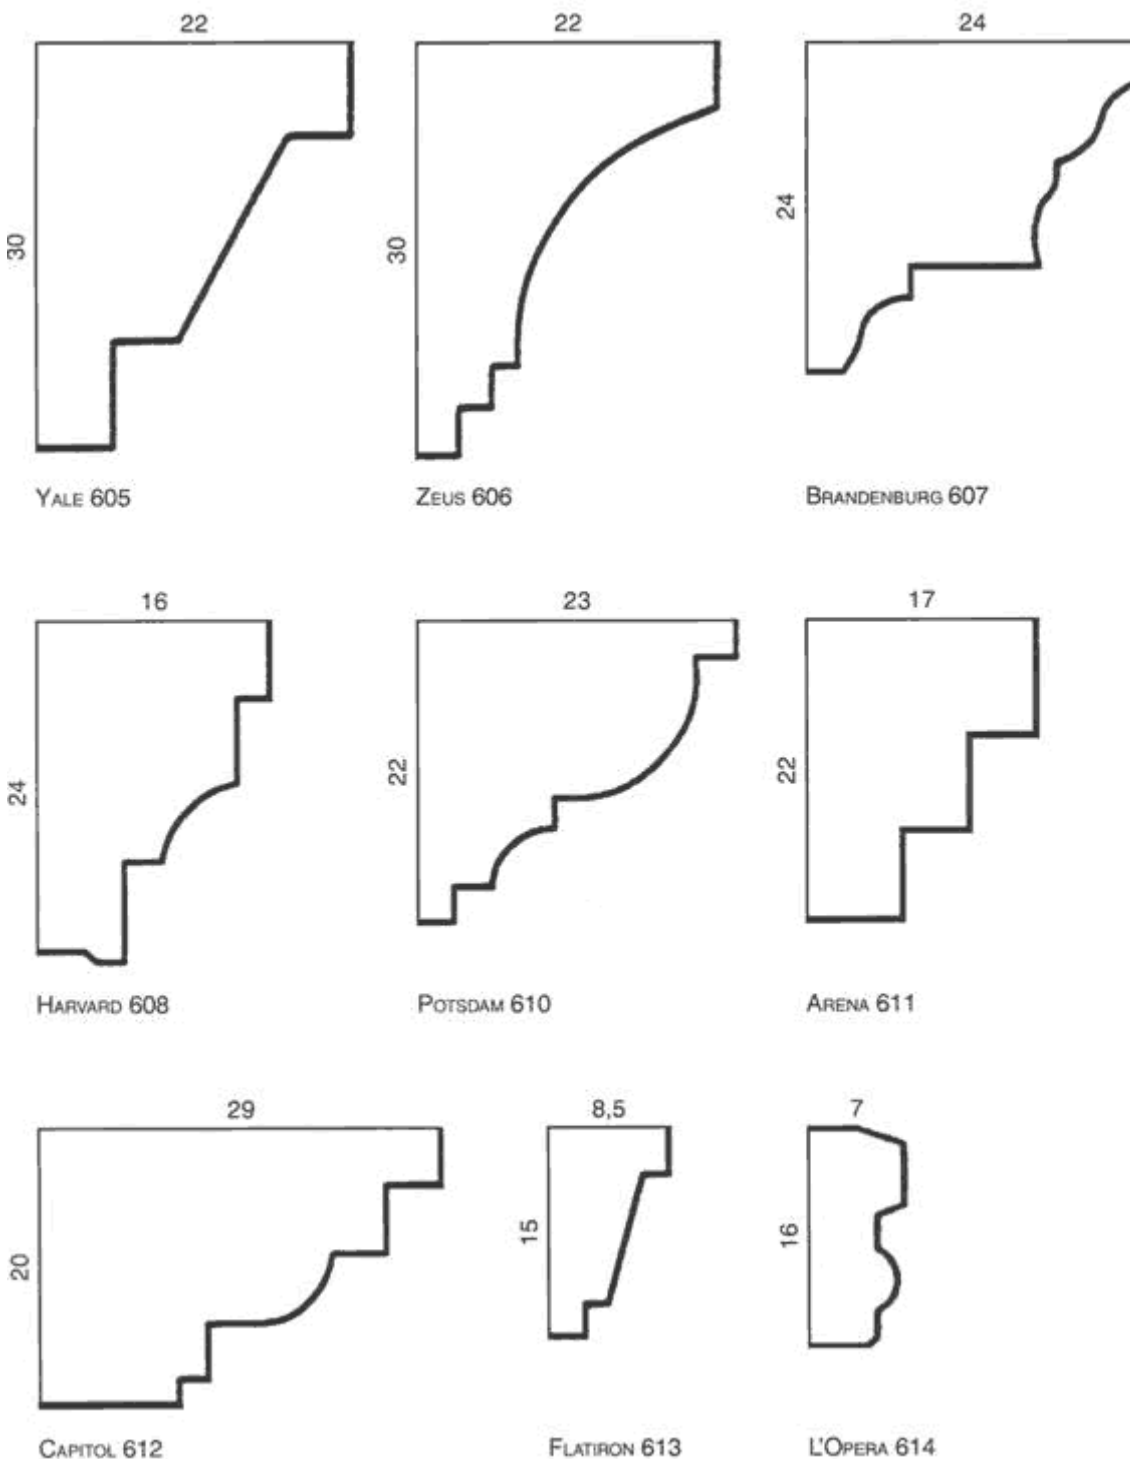 22
22
24
30
30
24
YALE 605
ZEUS 606
BRANDENBURG 607
16
23
17
24
22
22
HARVARD 608
POTSDAM 610
ARENA 611
29
8,5
7
20
15
16
CAPITOL 612
FLATIRON 613
L'OPERA 614